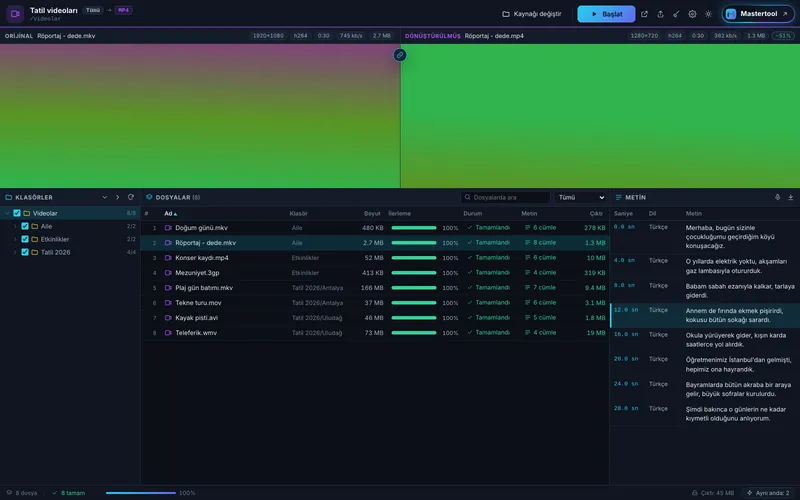 Tatil videoları Tümü → MP4
/Videolar
Kaynağı değiştir
Başlat
Mastertool
ORİJİNAL Röportaj - dede.mkv 1920×1080 h264 0:30 745 kb/s 2.7 MB
DÖNÜŞTÜRÜLMÜŞ Röportaj - dede.mp4 1280×720 h264 0:30 362 kb/s 1.3 MB −51%
KLASÖRLER
Videolar 8/8
Aile 2/2
Etkinlikler 2/2
Tatil 2026 4/4
DOSYALAR (8) Dosyalarda ara Tümü
# Ad Klasör Boyut İlerleme Durum Metin Çıktı
1 Doğum günü.mkv Aile 480 KB 100% Tamamlandı 6 cümle 278 KB
2 Röportaj - dede.mkv Aile 2.7 MB 100% Tamamlandı 8 cümle 1.3 MB
3 Konser kaydı.mp4 Etkinlikler 52 MB 100% Tamamlandı 6 cümle 10 MB
4 Mezuniyet.3gp Etkinlikler 413 KB 100% Tamamlandı 4 cümle 319 KB
5 Plaj gün batımı.mkv Tatil 2026/Antalya 166 MB 100% Tamamlandı 7 cümle 9.4 MB
6 Tekne turu.mov Tatil 2026/Antalya 37 MB 100% Tamamlandı 6 cümle 3.1 MB
7 Kayak pisti.avi Tatil 2026/Uludağ 46 MB 100% Tamamlandı 5 cümle 1.8 MB
8 Teleferik.wmv Tatil 2026/Uludağ 73 MB 100% Tamamlandı 4 cümle 19 MB
METİN
Saniye Dil Metin
0.0 sn Türkçe Merhaba, bugün sizinle
çocukluğumu geçirdiğim köyü
konuşacağız.
4.0 sn Türkçe O yıllarda elektrik yoktu, akşamları
gaz lambasıyla otururduk.
8.0 sn Türkçe Babam sabah ezanıyla kalkar, tarlaya
giderdi.
12.0 sn Türkçe Annem de fırında ekmek pişirirdi,
kokusu bütün sokağı sarardı.
16.0 sn Türkçe Okula yürüyerek gider, kışın karda
saatlerce yol alırdık.
20.0 sn Türkçe Öğretmenimiz İstanbul'dan gelmişti,
hepimiz ona hayrandık.
24.0 sn Türkçe Bayramlarda bütün akraba bir araya
gelir, büyük sofralar kurulurdu.
28.0 sn Türkçe Şimdi bakınca o günlerin ne kadar
kıymetli olduğunu anlıyorum.
8 dosya 8 tamam 100% Çıktı: 45 MB Aynı anda: 2